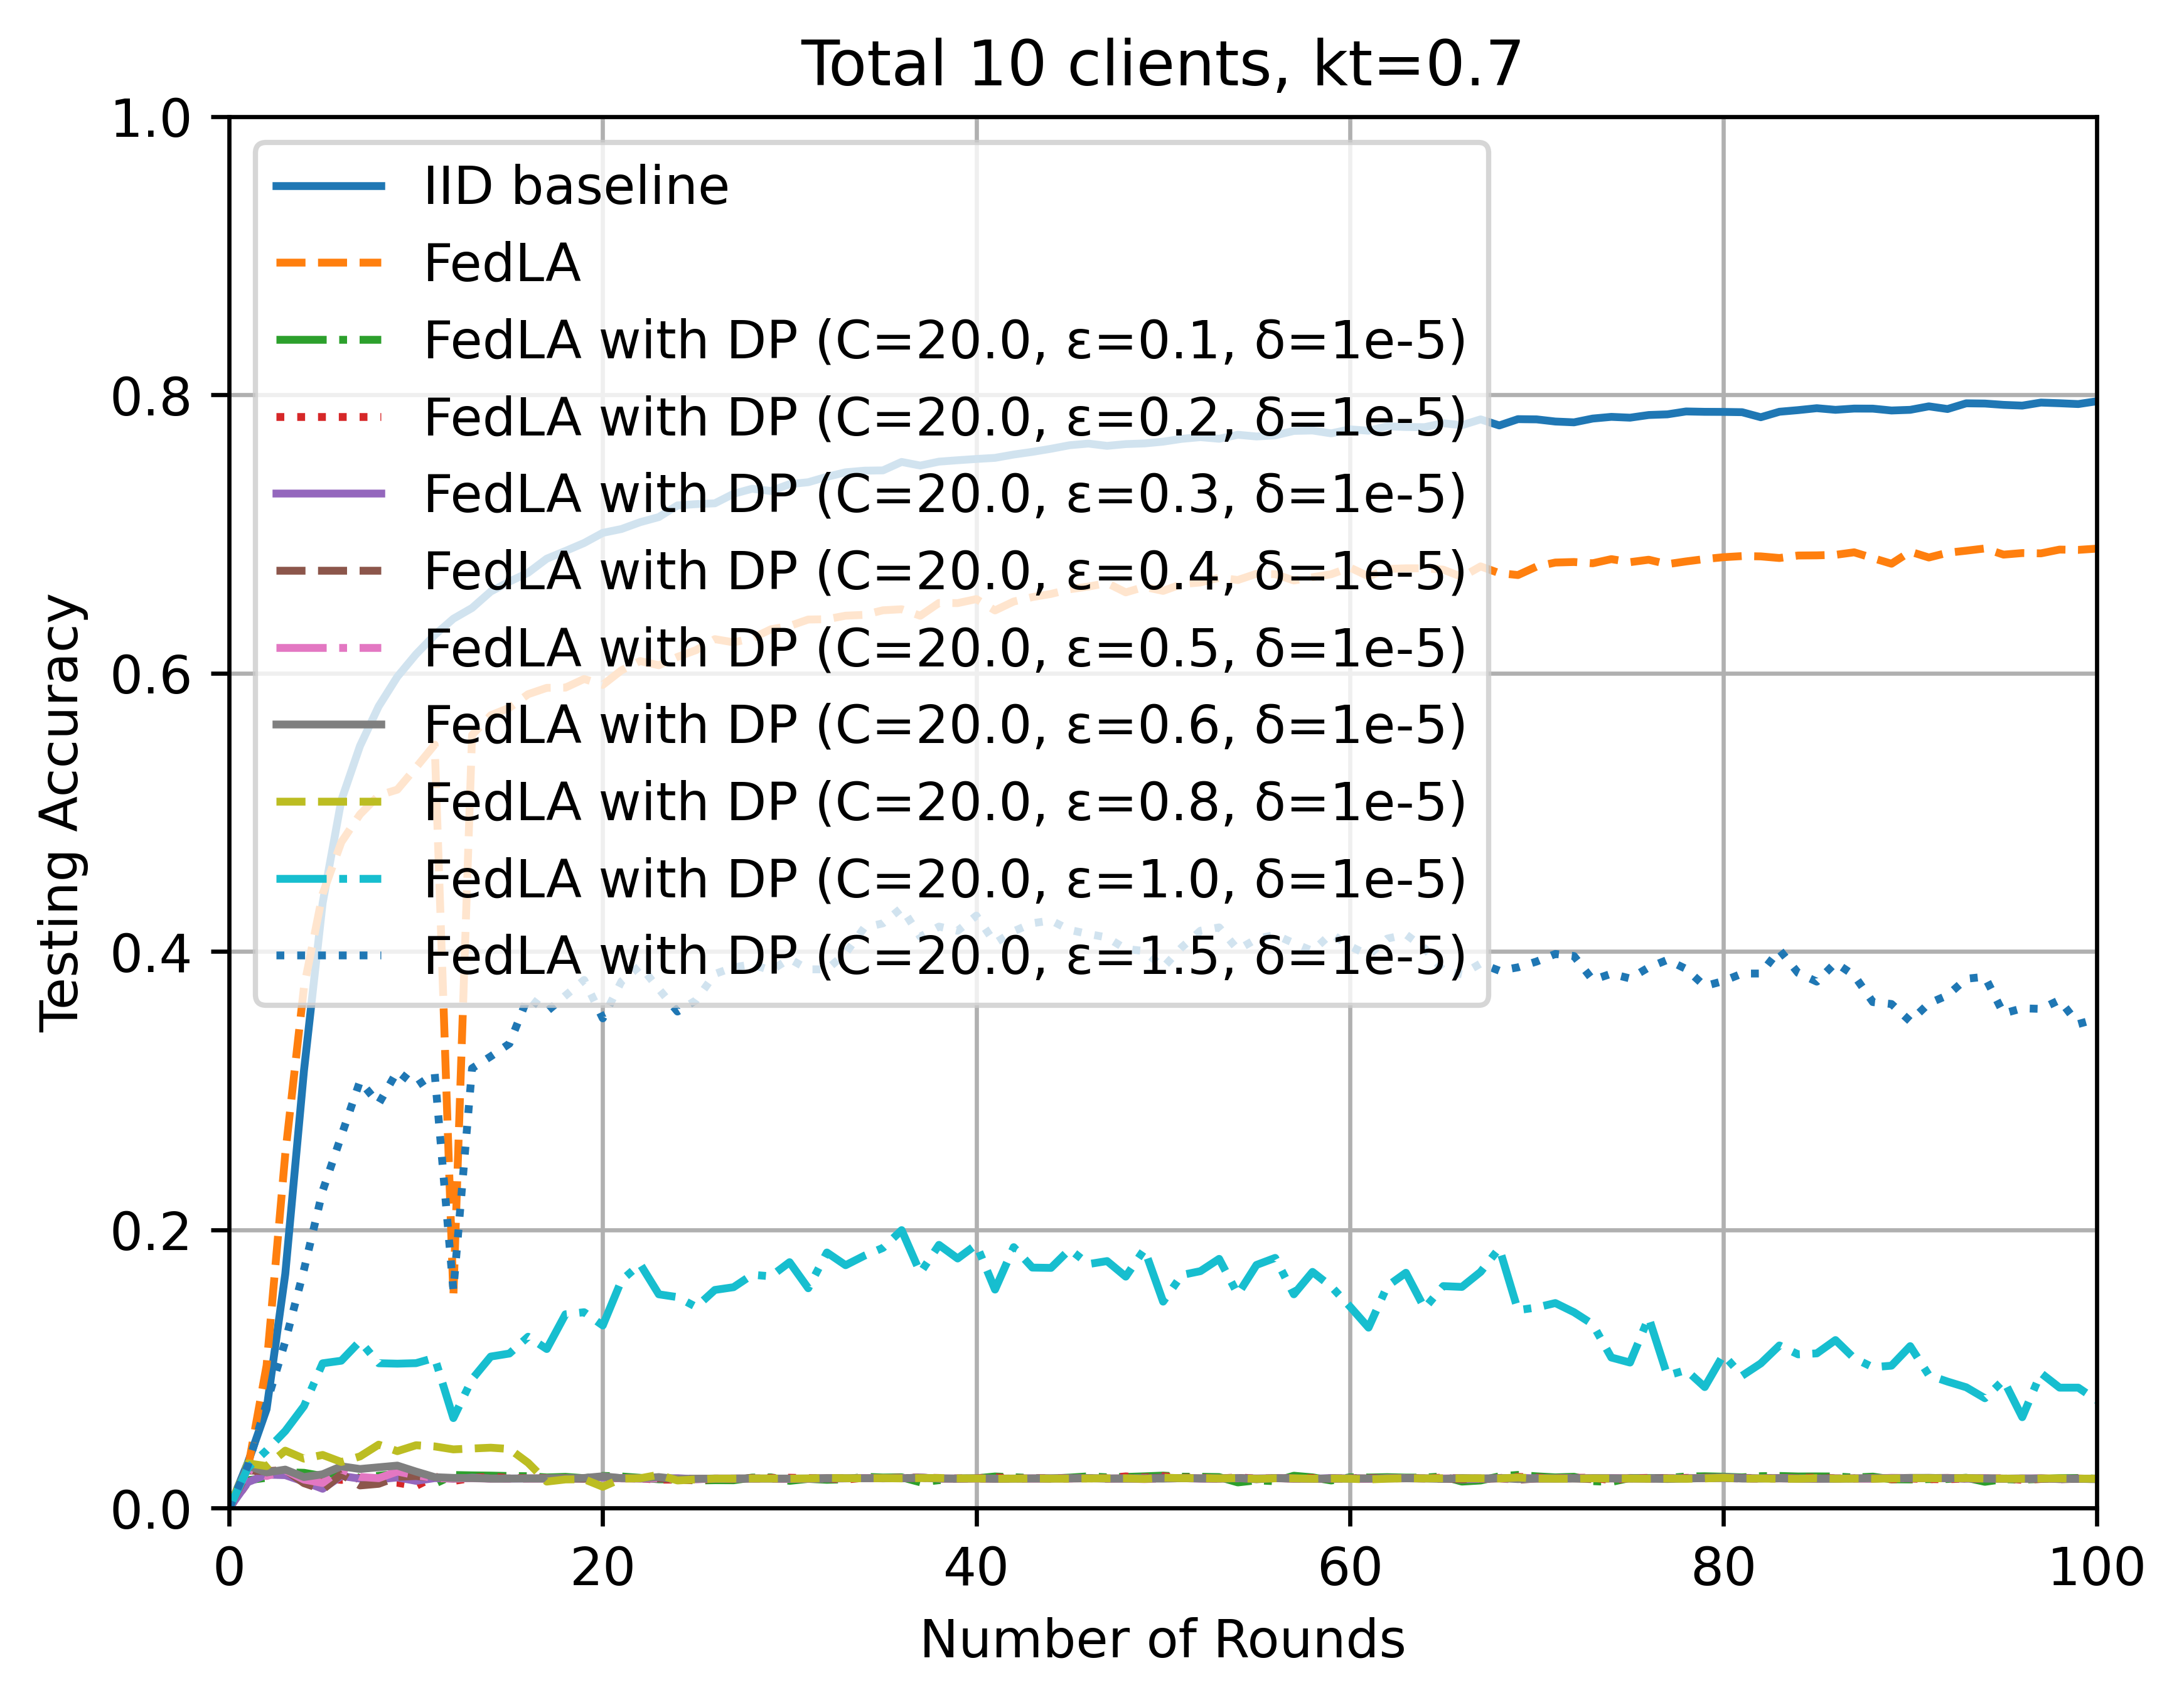 Total 10 clients, kt=0.7
1.0
0.8
0.6
0.4
0.2
0.0
Testing Accuracy
IID baseline
FedLA
FedLA with DP (C=20.0, ε=0.1, δ=1e-5)
FedLA with DP (C=20.0, ε=0.2, δ=1e-5)
FedLA with DP (C=20.0, ε=0.3, δ=1e-5)
FedLA with DP (C=20.0, ε=0.4, δ=1e-5)
FedLA with DP (C=20.0, ε=0.5, δ=1e-5)
FedLA with DP (C=20.0, ε=0.6, δ=1e-5)
FedLA with DP (C=20.0, ε=0.8, δ=1e-5)
FedLA with DP (C=20.0, ε=1.0, δ=1e-5)
FedLA with DP (C=20.0, ε=1.5, δ=1e-5)
0 20 40 60 80 100
Number of Rounds